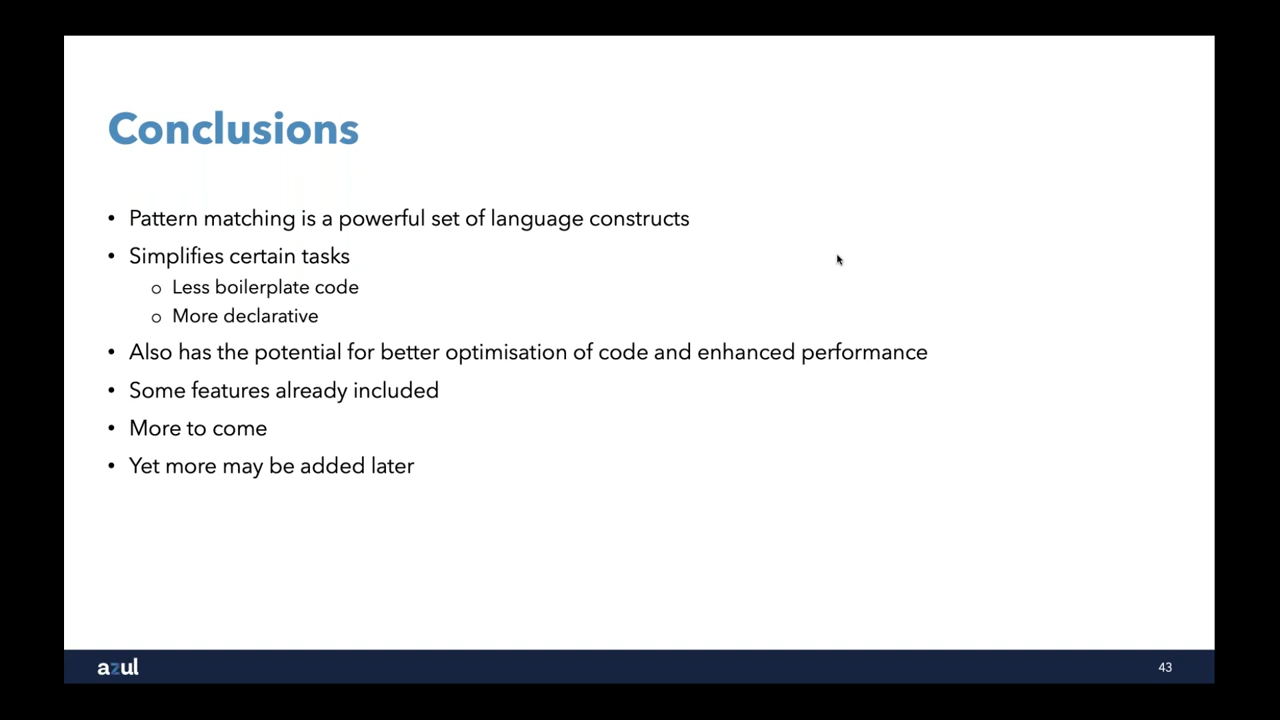 Conclusions
• Pattern matching is a powerful set of language constructs
• Simplifies certain tasks
o Less boilerplate code
o More declarative
• Also has the potential for better optimisation of code and enhanced performance
• Some features already included
• More to come
• Yet more may be added later
azul
43